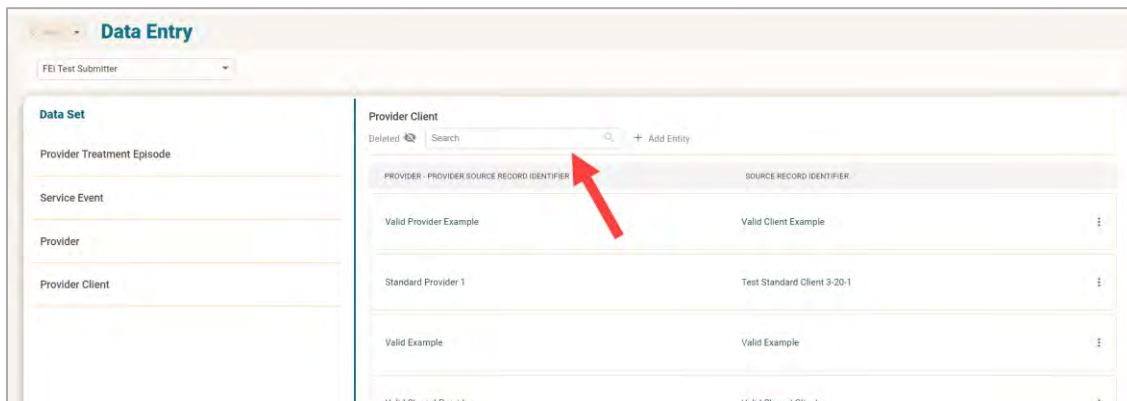 Data Entry
FEI Test Submitter
Data Set
Provider Treatment Episode
Service Event
Provider
Provider Client
Provider Client
Deleted Search + Add Entity
PROVIDER - PROVIDER SOURCE RECORD IDENTIFIER SOURCE RECORD IDENTIFIER
Valid Provider Example Valid Client Example
Standard Provider 1 Test Standard Client 3-20-1
Valid Example Valid Example